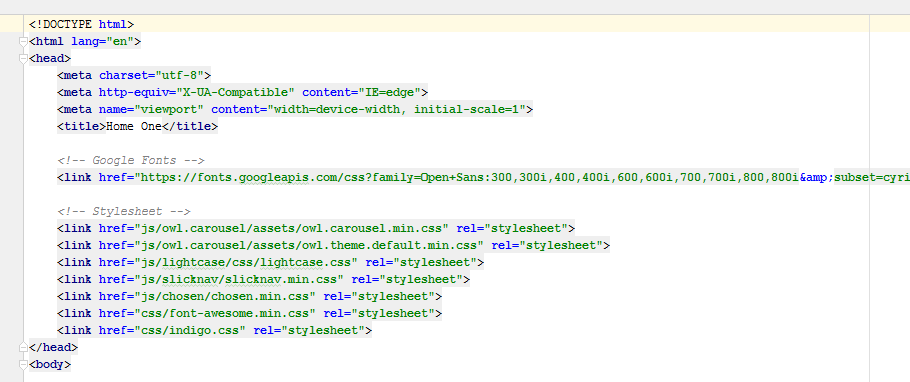 <!DOCTYPE html>
<html lang="en">
<head>
<meta charset="utf-8">
<meta http-equiv="X-UA-Compatible" content="IE=edge">
<meta name="viewport" content="width=device-width, initial-scale=1">
<title>Home One</title>
<!-- Google Fonts -->
<link href="https://fonts.googleapis.com/css?family=Open+Sans:300,300i,400,400i,600,600i,700,700i,800,800i&amp;subset=cyri
<!-- Stylesheet -->
<link href="js/owl.carousel/assets/owl.carousel.min.css" rel="stylesheet">
<link href="js/owl.carousel/assets/owl.theme.default.min.css" rel="stylesheet">
<link href="js/lightcase/css/lightcase.css" rel="stylesheet">
<link href="js/slicknav/slicknav.min.css" rel="stylesheet">
<link href="js/chosen/chosen.min.css" rel="stylesheet">
<link href="css/font-awesome.min.css" rel="stylesheet">
<link href="css/indigo.css" rel="stylesheet">
</head>
<body>